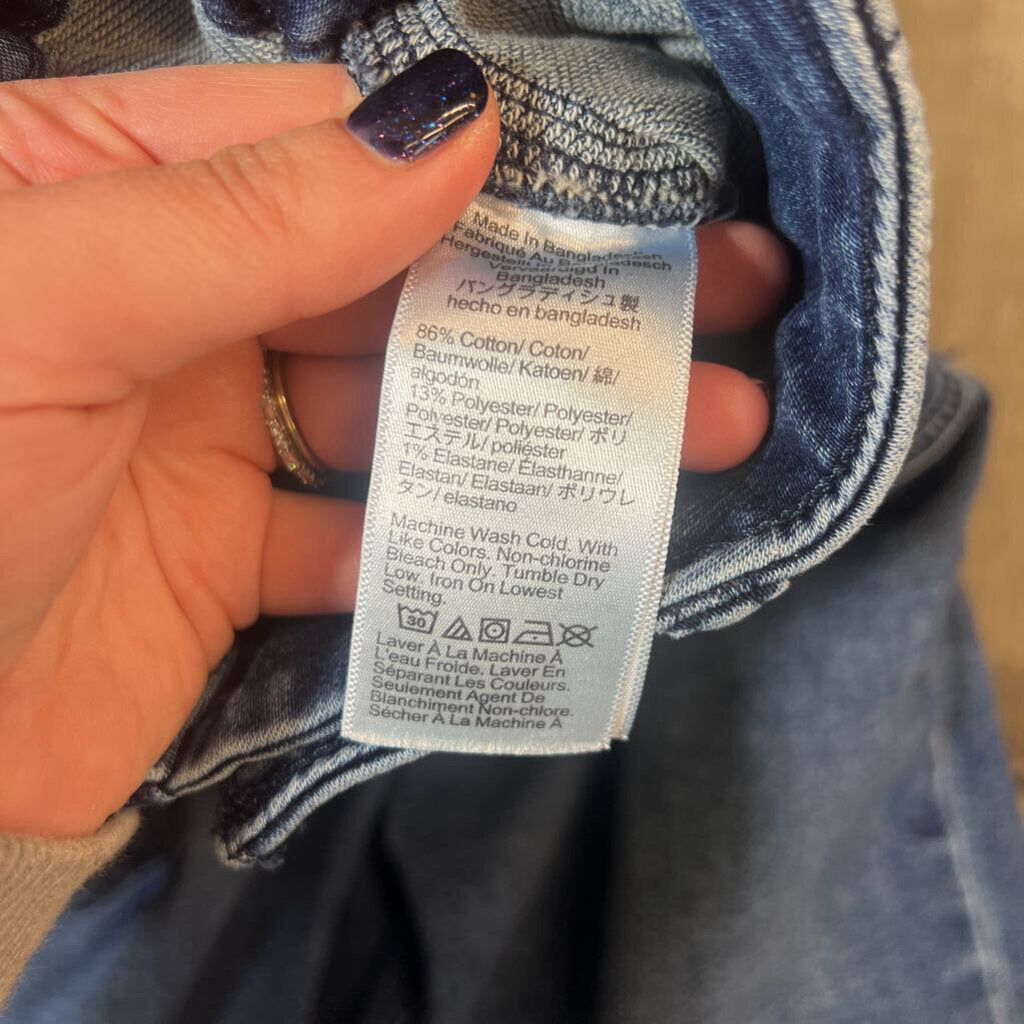 Made In Bangladesh
Fabriqué Au Bangladesch
Hergestellt In
Vervaardigd In
Bangladesh
バングラディシュ製
hecho en bangladesh
86% Cotton/ Coton/
Baumwolle/ Katoen/ 綿/
algodón
13% Polyester/ Polyester/
Polyester/ Polyester/ ポリ
エステル/ poliéster
1% Elastane/ Élasthanne/
Elastan/ Elastaan/ ポリウレ
タン/ elastano
Machine Wash Cold. With
Like Colors. Non-chlorine
Bleach Only. Tumble Dry
Low. Iron On Lowest
Setting.
30
Laver À La Machine À
L'eau Froide. Laver En
Séparant Les Couleurs.
Seulement Agent De
Blanchiment Non-chlore.
Sécher À La Machine À